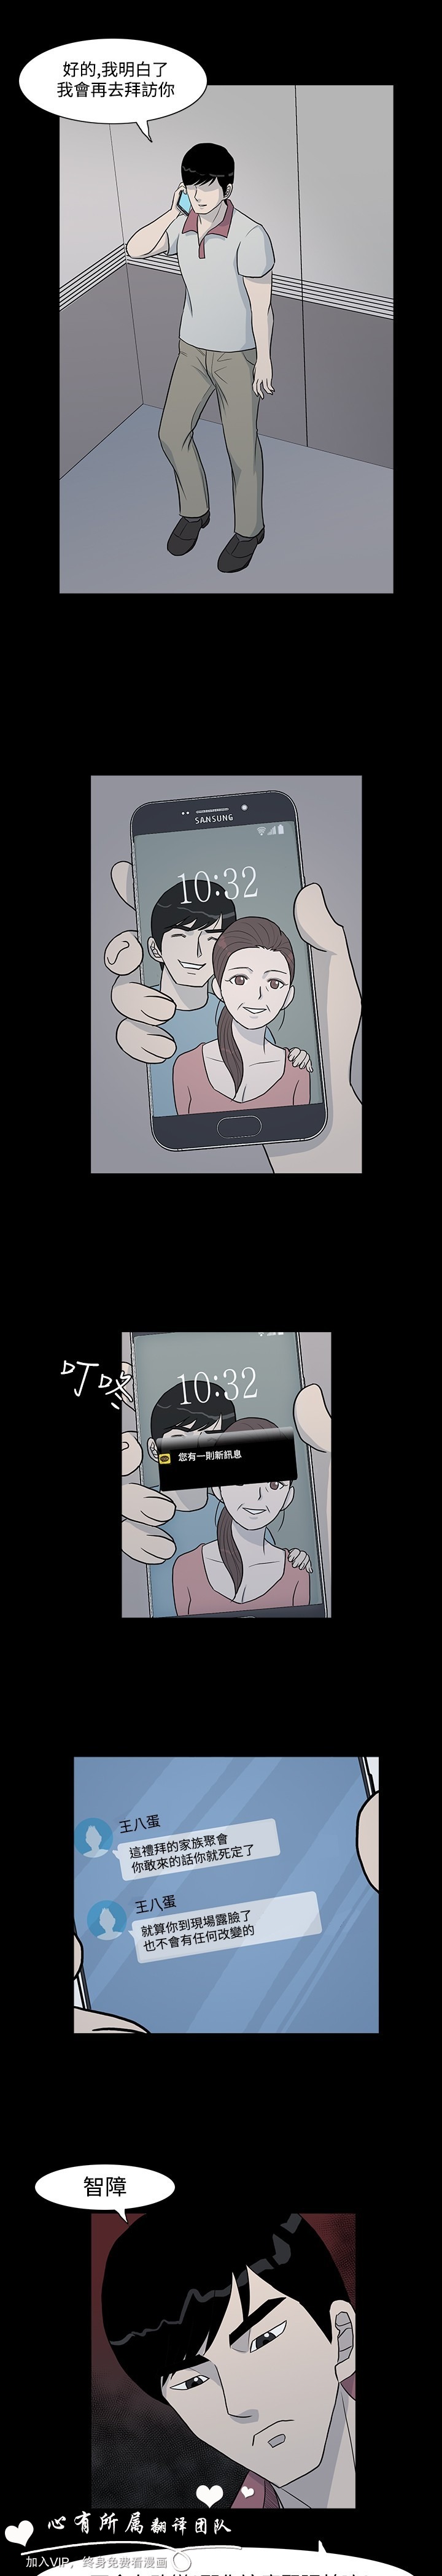 好的,我明白了
我會再去拜訪你
SAMSUNG
10:32
叮咚
10:32
您有一則新訊息
王八蛋
這禮拜的家族聚會
你敢來的話你就死定了
王八蛋
就算你到現場露臉了
也不會有任何改變的
智障
心有所属翻译团队
加入VIP，终身免费看漫画